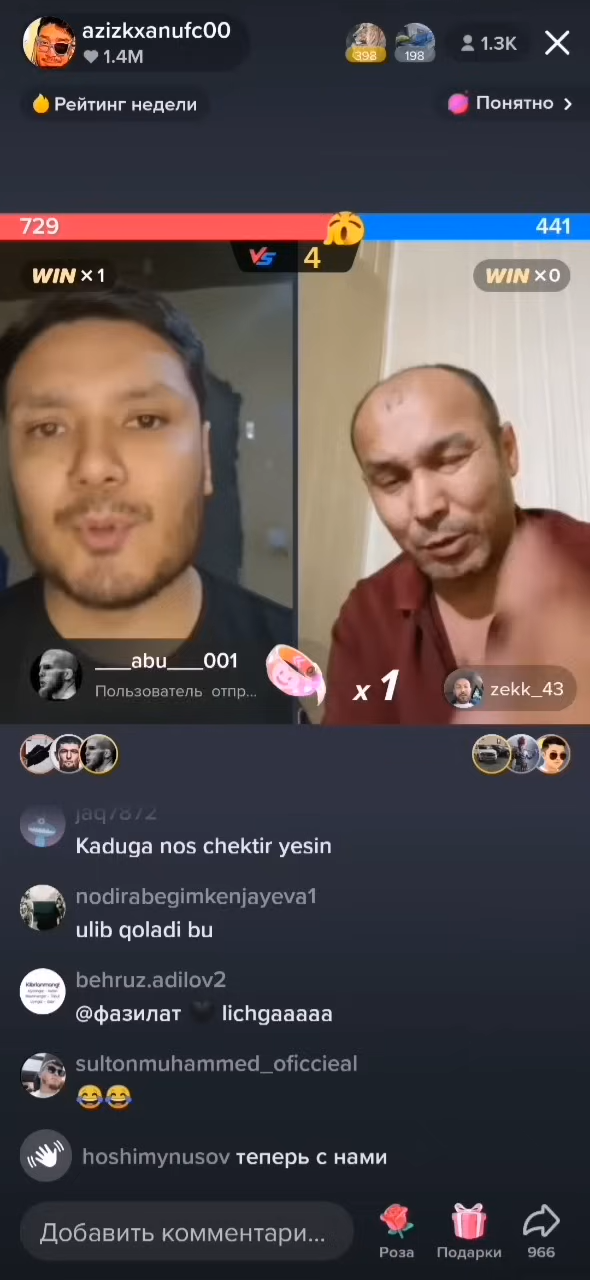 azizkxanufc00
1.4M
398
198
1.3K
Рейтинг недели
Понятно
729
441
VS
4
WIN ×1
WIN ×0
___abu___001
Пользователь отпр...
x 1
zekk_43
jaq7872
Kaduga nos chektir yesin
nodirabegimkenjayeva1
ulib qoladi bu
behruz.adilov2
@фазилат 🖤 lichgaaaaa
sultonmuhammed_oficcieal
😂😂
hoshimynusov теперь с нами
Добавить комментари...
Роза
Подарки
966